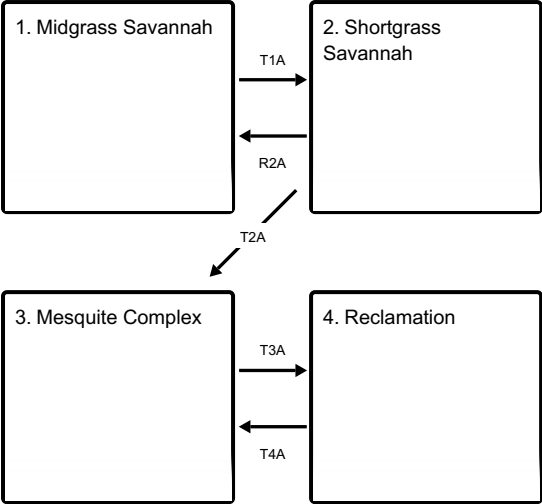 1. Midgrass Savannah
2. Shortgrass
Savannah
T1A
R2A
T2A
3. Mesquite Complex
4. Reclamation
T3A
T4A